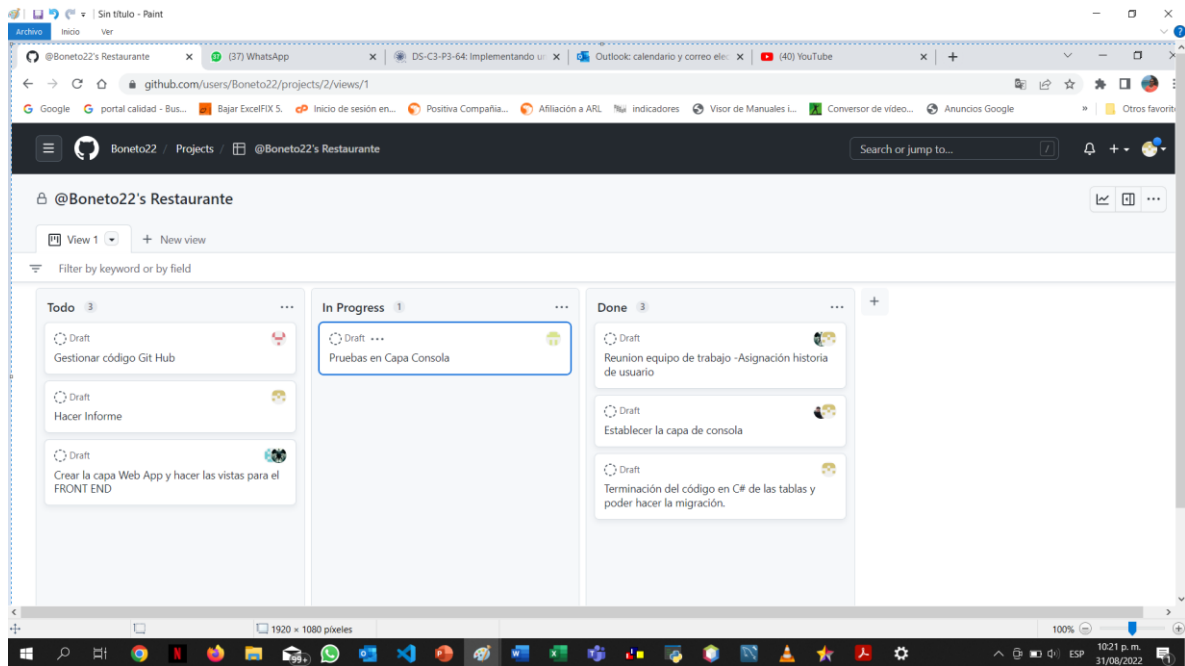 Sin título - Paint
Archivo Inicio Ver
@Boneto22's Restaurante (37) WhatsApp DS-C3-P3-64: Implementando un Outlook: calendario y correo elec (40) YouTube
github.com/users/Boneto22/projects/2/views/1
Google portal calidad - Bus... Bajar ExcelFIX 5. Inicio de sesión en... Positiva Compañia... Afiliación a ARL indicadores Visor de Manuales i... Conversor de vídeo... Anuncios Google » Otros favorit
Boneto22 / Projects / @Boneto22's Restaurante Search or jump to... /
@Boneto22's Restaurante
View 1 New view
Filter by keyword or by field
Todo 3
Draft
Gestionar código Git Hub
Draft
Hacer Informe
Draft
Crear la capa Web App y hacer las vistas para el
FRONT END
In Progress 1
Draft
Pruebas en Capa Consola
Done 3
Draft
Reunion equipo de trabajo -Asignación historia
de usuario
Draft
Establecer la capa de consola
Draft
Terminación del código en C# de las tablas y
poder hacer la migración.
1920 × 1080 píxeles 100%
99+ ESP 10:21 p. m.
31/08/2022